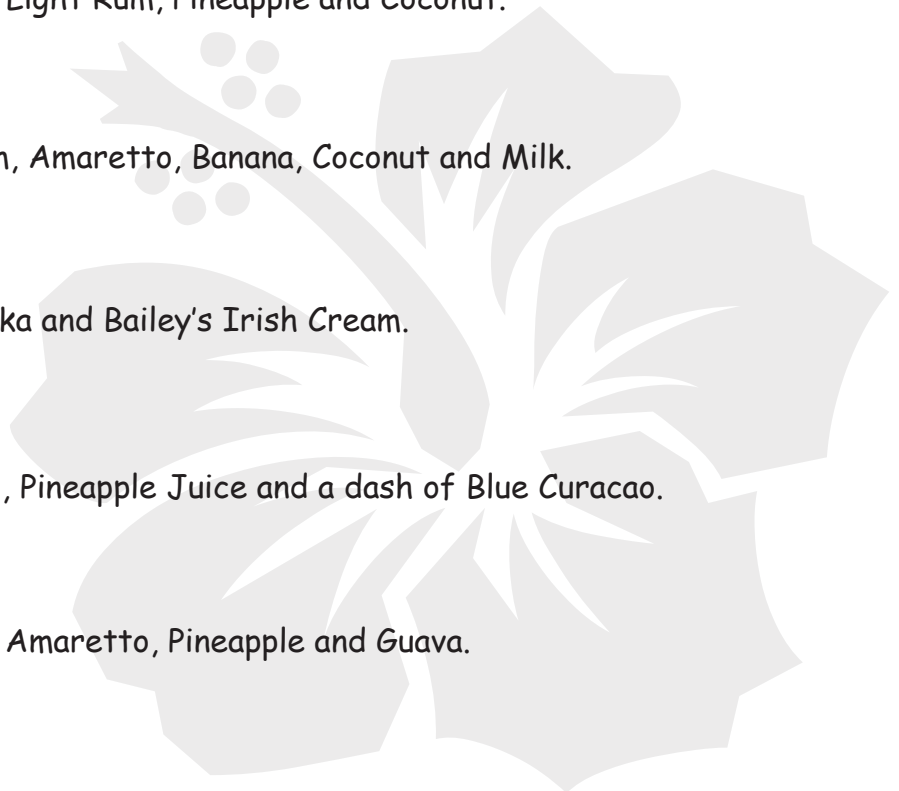 Light Rum, Pineapple and Coconut.
, Amaretto, Banana, Coconut and Milk.
and Bailey's Irish Cream.
, Pineapple Juice and a dash of Blue Curacao.
Amaretto, Pineapple and Guava.